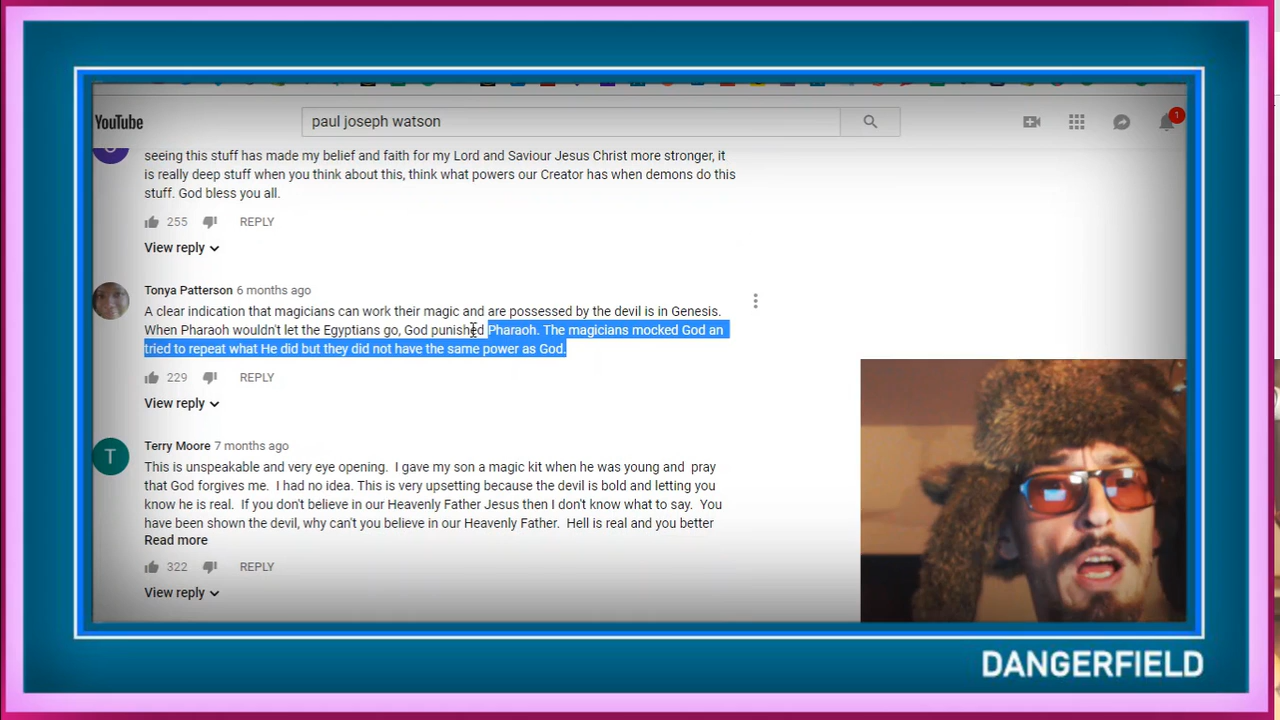 YouTube
paul joseph watson
1
seeing this stuff has made my belief and faith for my Lord and Saviour Jesus Christ more stronger, it
is really deep stuff when you think about this, think what powers our Creator has when demons do this
stuff. God bless you all.
255 REPLY
View reply
Tonya Patterson 6 months ago
A clear indication that magicians can work their magic and are possessed by the devil is in Genesis.
When Pharaoh wouldn't let the Egyptians go, God punished Pharaoh. The magicians mocked God an
tried to repeat what He did but they did not have the same power as God.
229 REPLY
View reply
T
Terry Moore 7 months ago
This is unspeakable and very eye opening. I gave my son a magic kit when he was young and pray
that God forgives me. I had no idea. This is very upsetting because the devil is bold and letting you
know he is real. If you don't believe in our Heavenly Father Jesus then I don't know what to say. You
have been shown the devil, why can't you believe in our Heavenly Father. Hell is real and you better
Read more
322 REPLY
View reply
DANGERFIELD